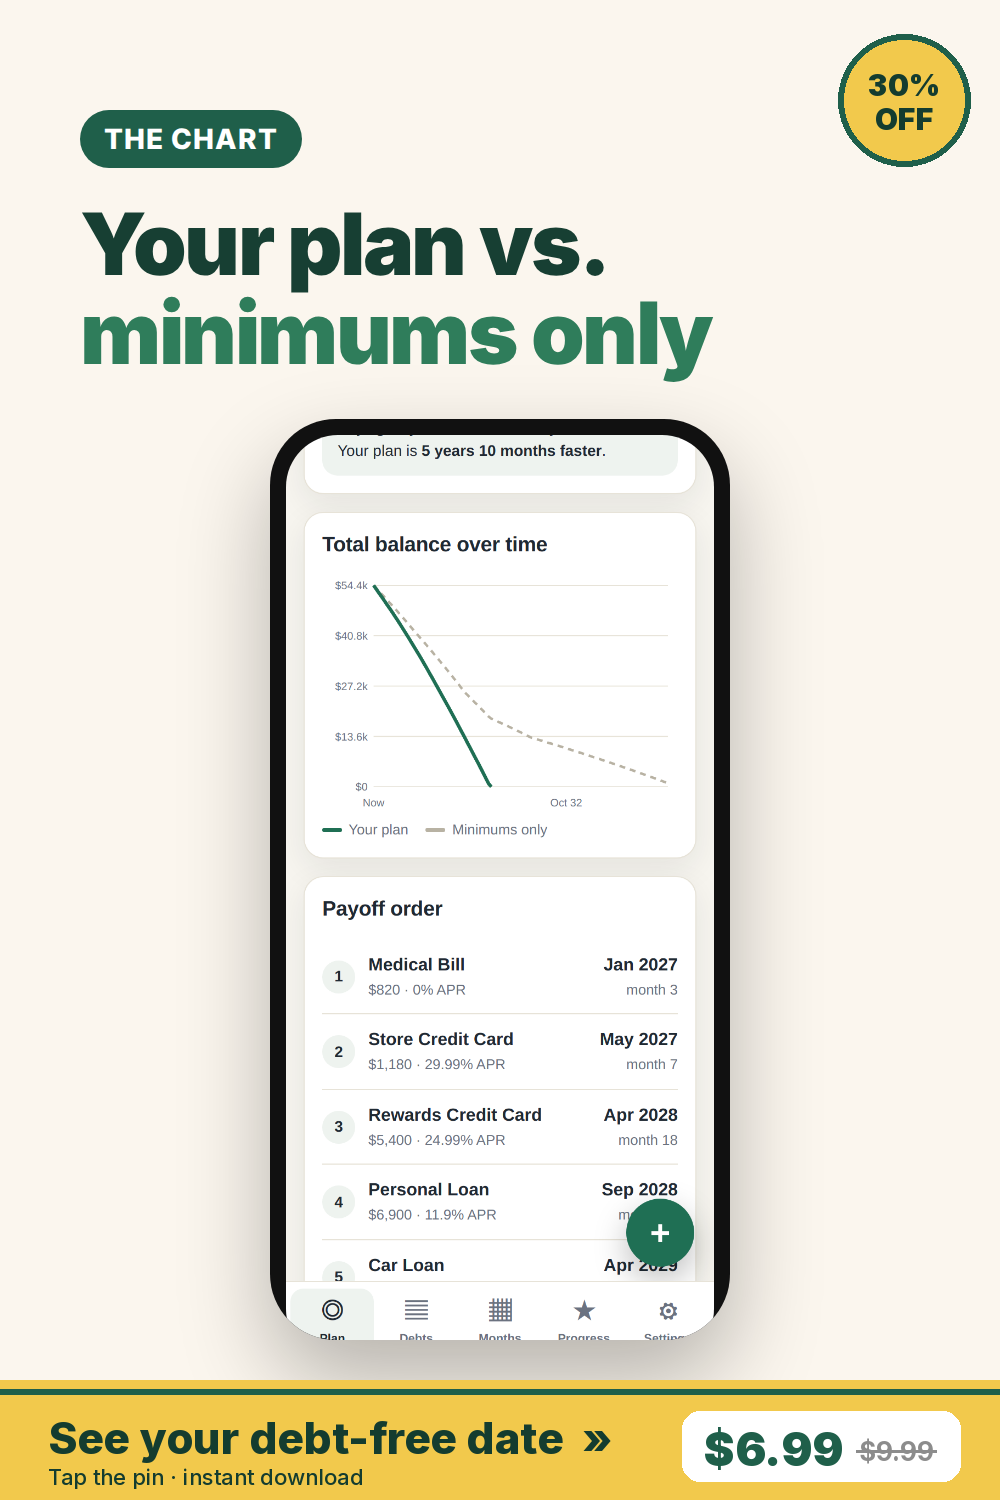 30%
OFF
THE CHART
Your plan vs.
minimums only
Your plan is 5 years 10 months faster.
Total balance over time
$54.4k
$40.8k
$27.2k
$13.6k
$0
Now Oct 32
Your plan Minimums only
Payoff order
1 Medical Bill Jan 2027
$820 · 0% APR month 3
2 Store Credit Card May 2027
$1,180 · 29.99% APR month 7
3 Rewards Credit Card Apr 2028
$5,400 · 24.99% APR month 18
4 Personal Loan Sep 2028
$6,900 · 11.9% APR
+
5 Car Loan Apr 2029
Plan Debts Months Progress
See your debt-free date »
Tap the pin · instant download
$6.99 $9.99